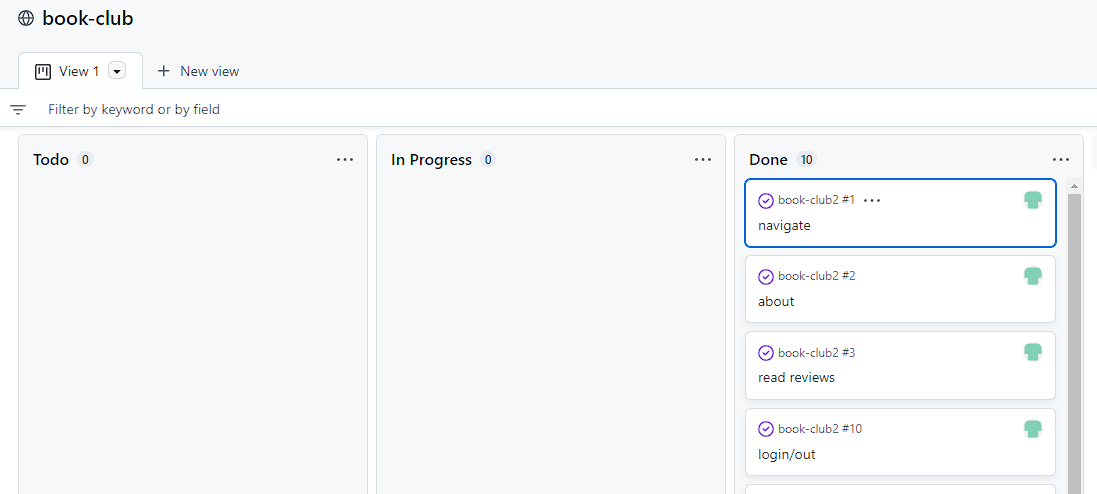 book-club
View 1
New view
Filter by keyword or by field
Todo 0
In Progress 0
Done 10
book-club2 #1
navigate
book-club2 #2
about
book-club2 #3
read reviews
book-club2 #10
login/out